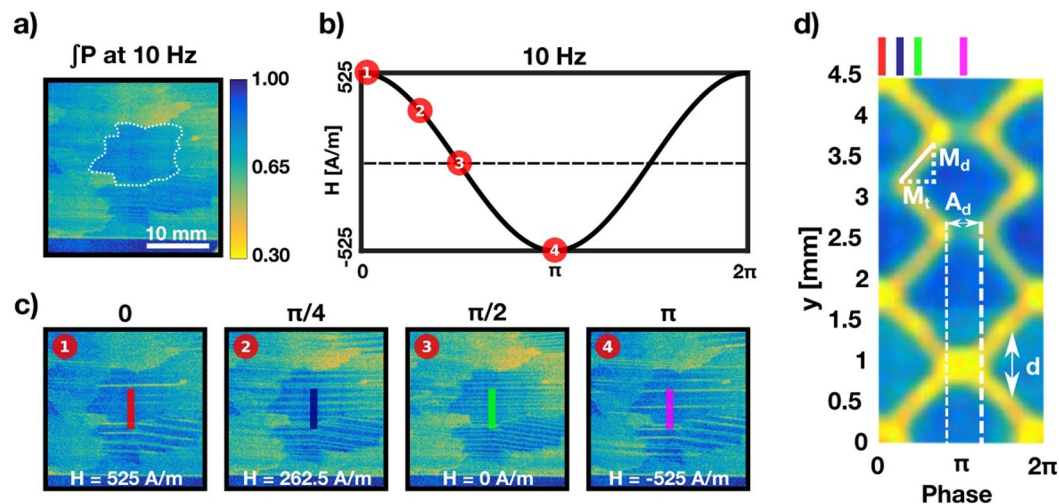 a)
∫P at 10 Hz
1.00
0.65
0.30
10 mm
b)
10 Hz
525
H [A/m]
-525
1
2
3
4
0
π
2π
c)
0
π/4
π/2
π
1
2
3
4
H = 525 A/m
H = 262.5 A/m
H = 0 A/m
H = -525 A/m
d)
4.5
4
3.5
3
2.5
2
1.5
1
0.5
0
y [mm]
M_d
M_t
A_d
d
0
π
2π
Phase